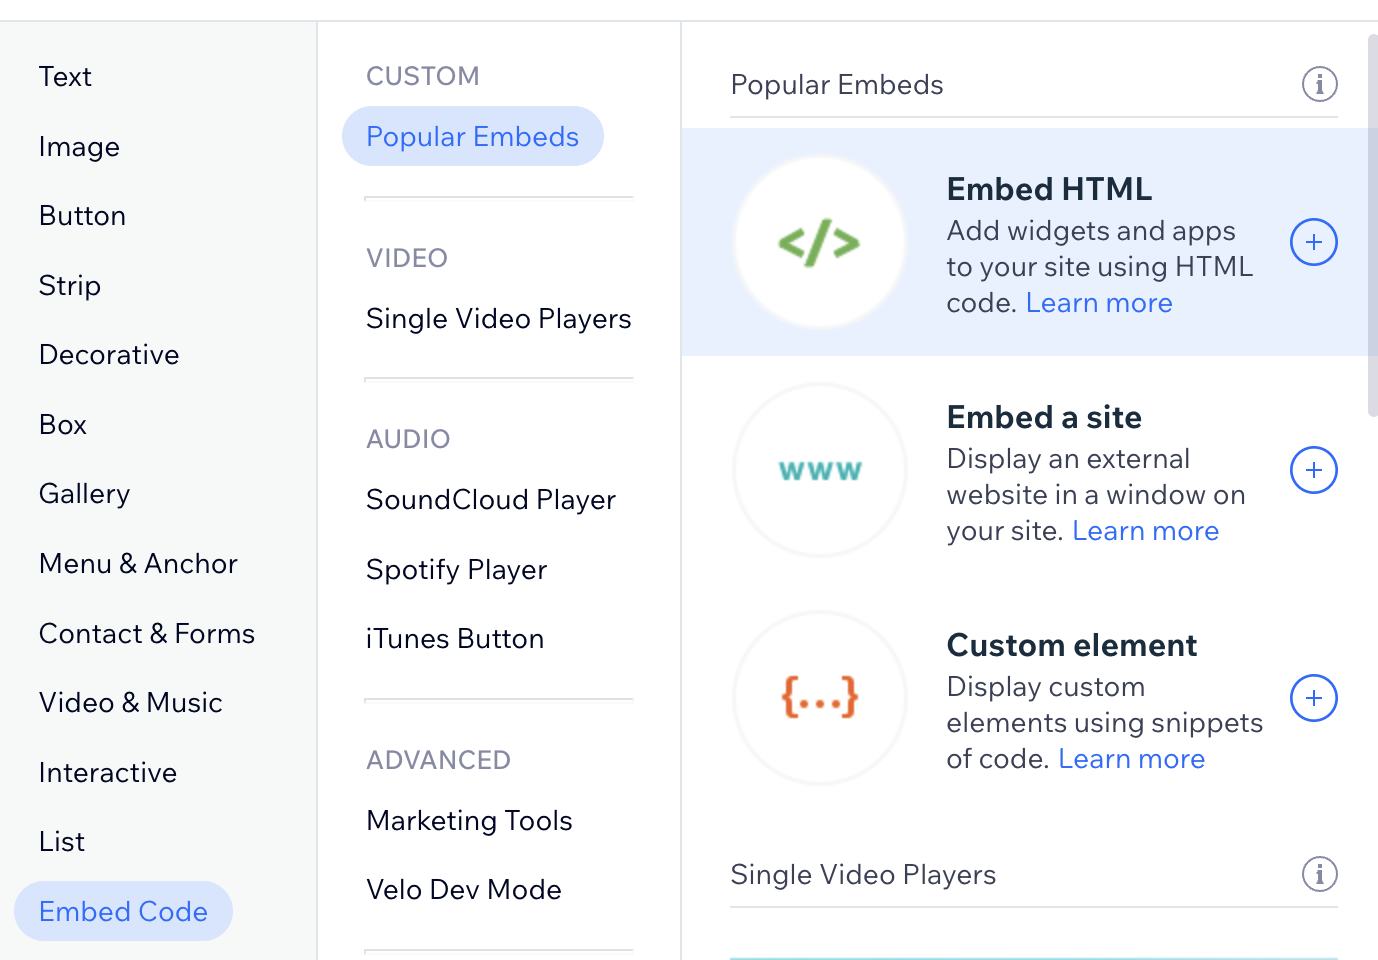 Text
Image
Button
Strip
Decorative
Box
Gallery
Menu & Anchor
Contact & Forms
Video & Music
Interactive
List
Embed Code
CUSTOM
Popular Embeds
VIDEO
Single Video Players
AUDIO
SoundCloud Player
Spotify Player
iTunes Button
ADVANCED
Marketing Tools
Velo Dev Mode
Popular Embeds
</>
Embed HTML
Add widgets and apps
to your site using HTML
code. Learn more
www
Embed a site
Display an external
website in a window on
your site. Learn more
{...}
Custom element
Display custom
elements using snippets
of code. Learn more
Single Video Players